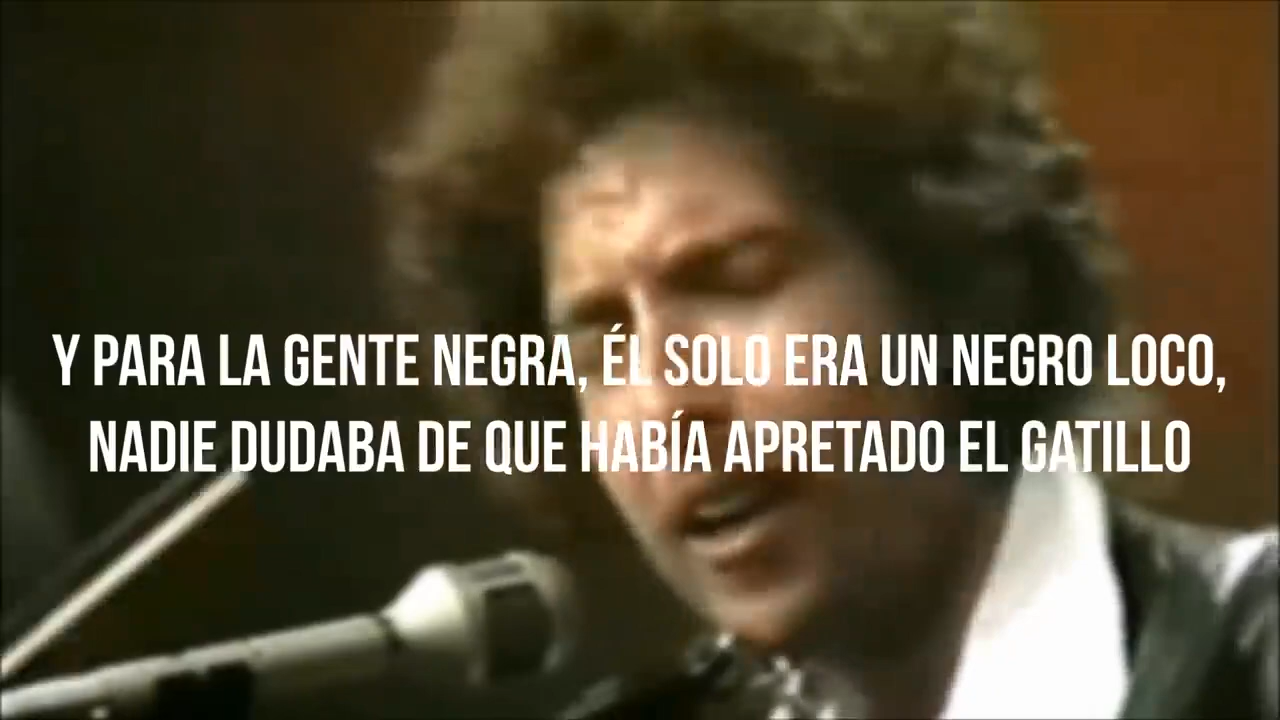 Y PARA LA GENTE NEGRA, ÉL SOLO ERA UN NEGRO LOCO,
NADIE DUDABA DE QUE HABÍA APRETADO EL GATILLO